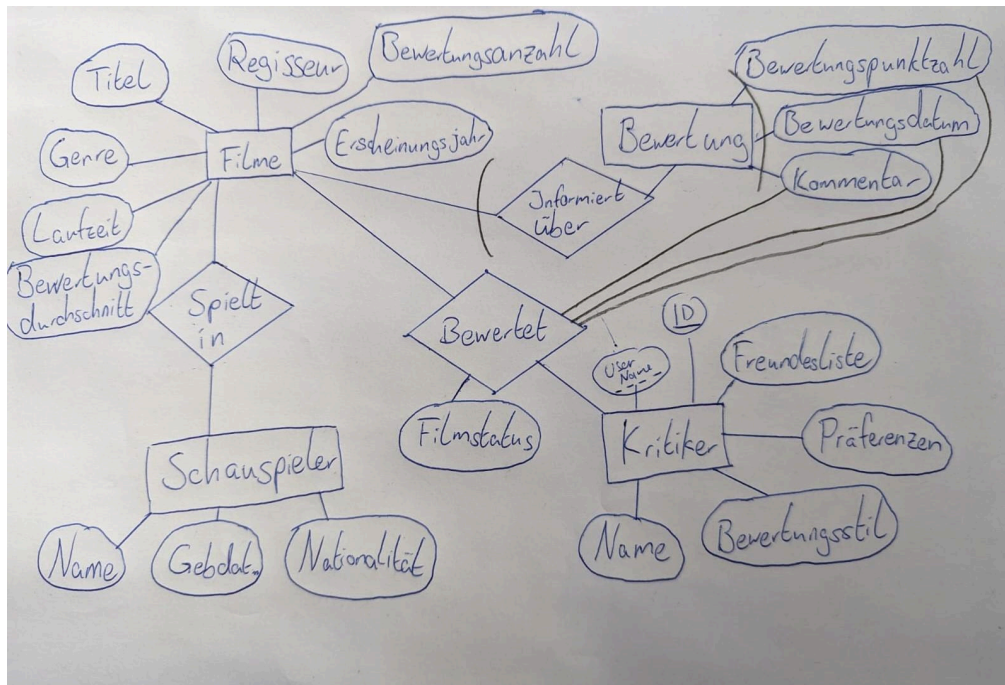 Titel
Regisseur
Bewertungsanzahl
Genre
Filme
Erscheinungsjahr
Laufzeit
Bewertungs-
durchschnitt
Spielt
in
Bewertung
Bewertungspunktzahl
Bewertungsdatum
Kommentar
Informiert
über
Bewertet
Filmstatus
User
Name
ID
Freundesliste
Kritiker
Präferenzen
Name
Bewertungsstil
Schauspieler
Name
Gebdat.
Nationalität